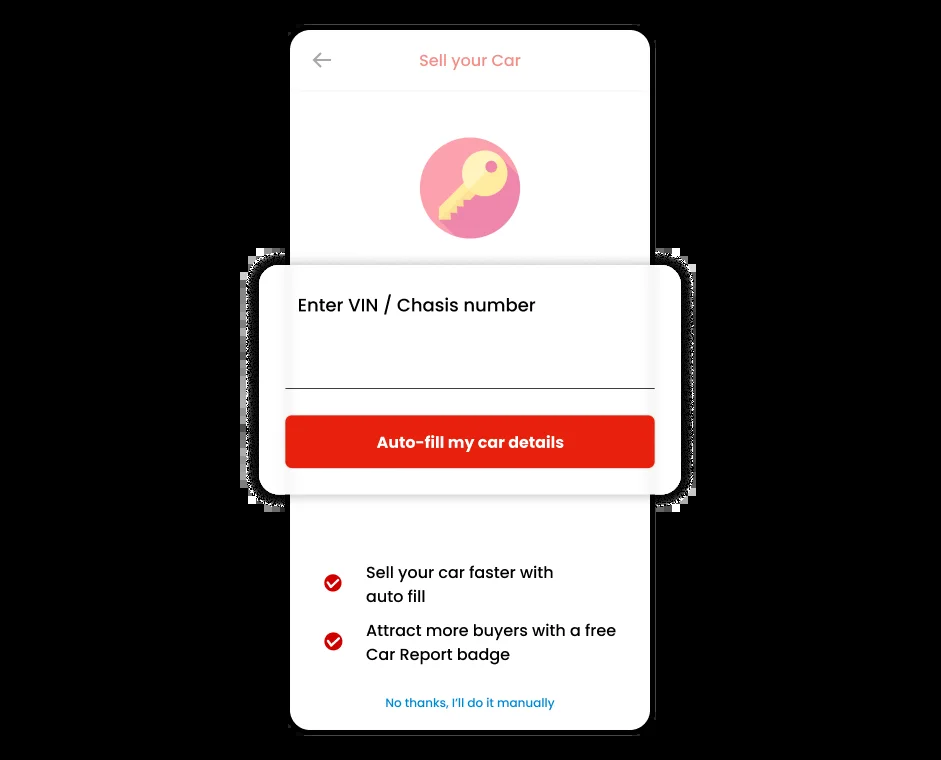 Sell your Car
Enter VIN / Chasis number
Auto-fill my car details
Sell your car faster with
auto fill
Attract more buyers with a free
Car Report badge
No thanks, I'll do it manually